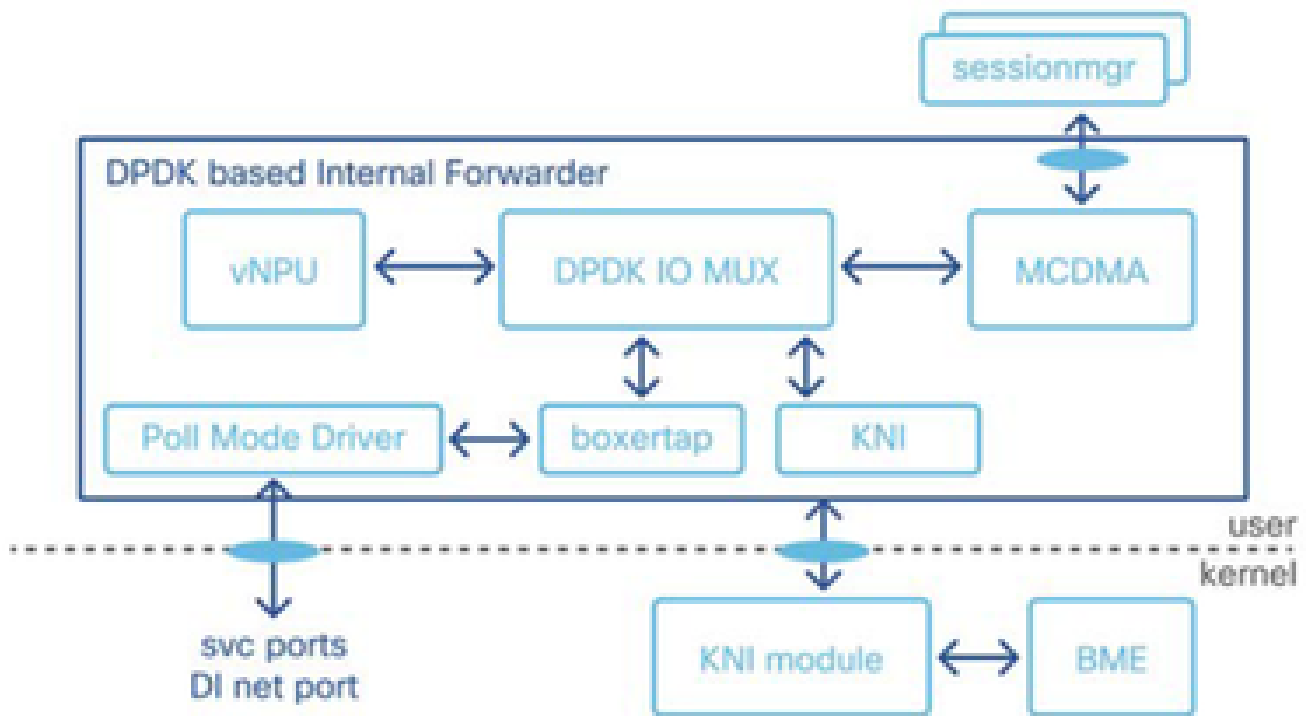 sessionmgr
DPDK based Internal Forwarder
vNPU
DPDK IO MUX
MCDMA
Poll Mode Driver
boxertap
KNI
user
kernel
svc ports
DI net port
KNI module
BME